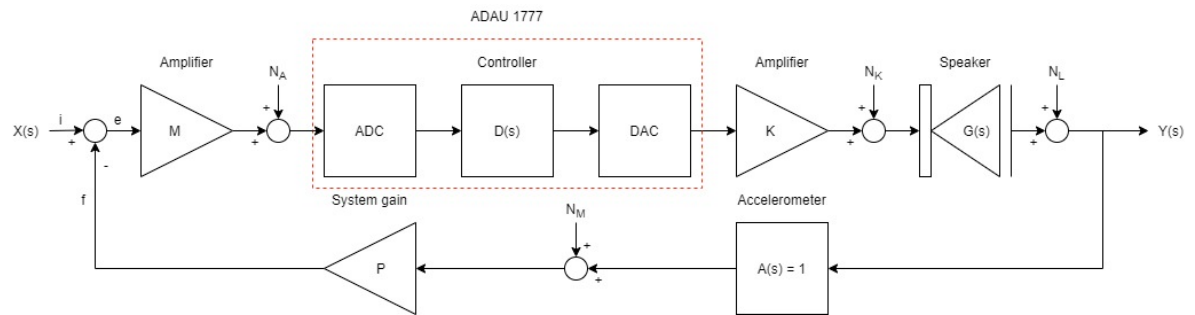 ADAU 1777
Amplifier
N_A
Controller
Amplifier
N_K
Speaker
N_L
X(s)
i
+
-
e
M
+
+
ADC
D(s)
DAC
K
+
+
G(s)
+
+
Y(s)
f
System gain
N_M
Accelerometer
P
+
+
A(s) = 1